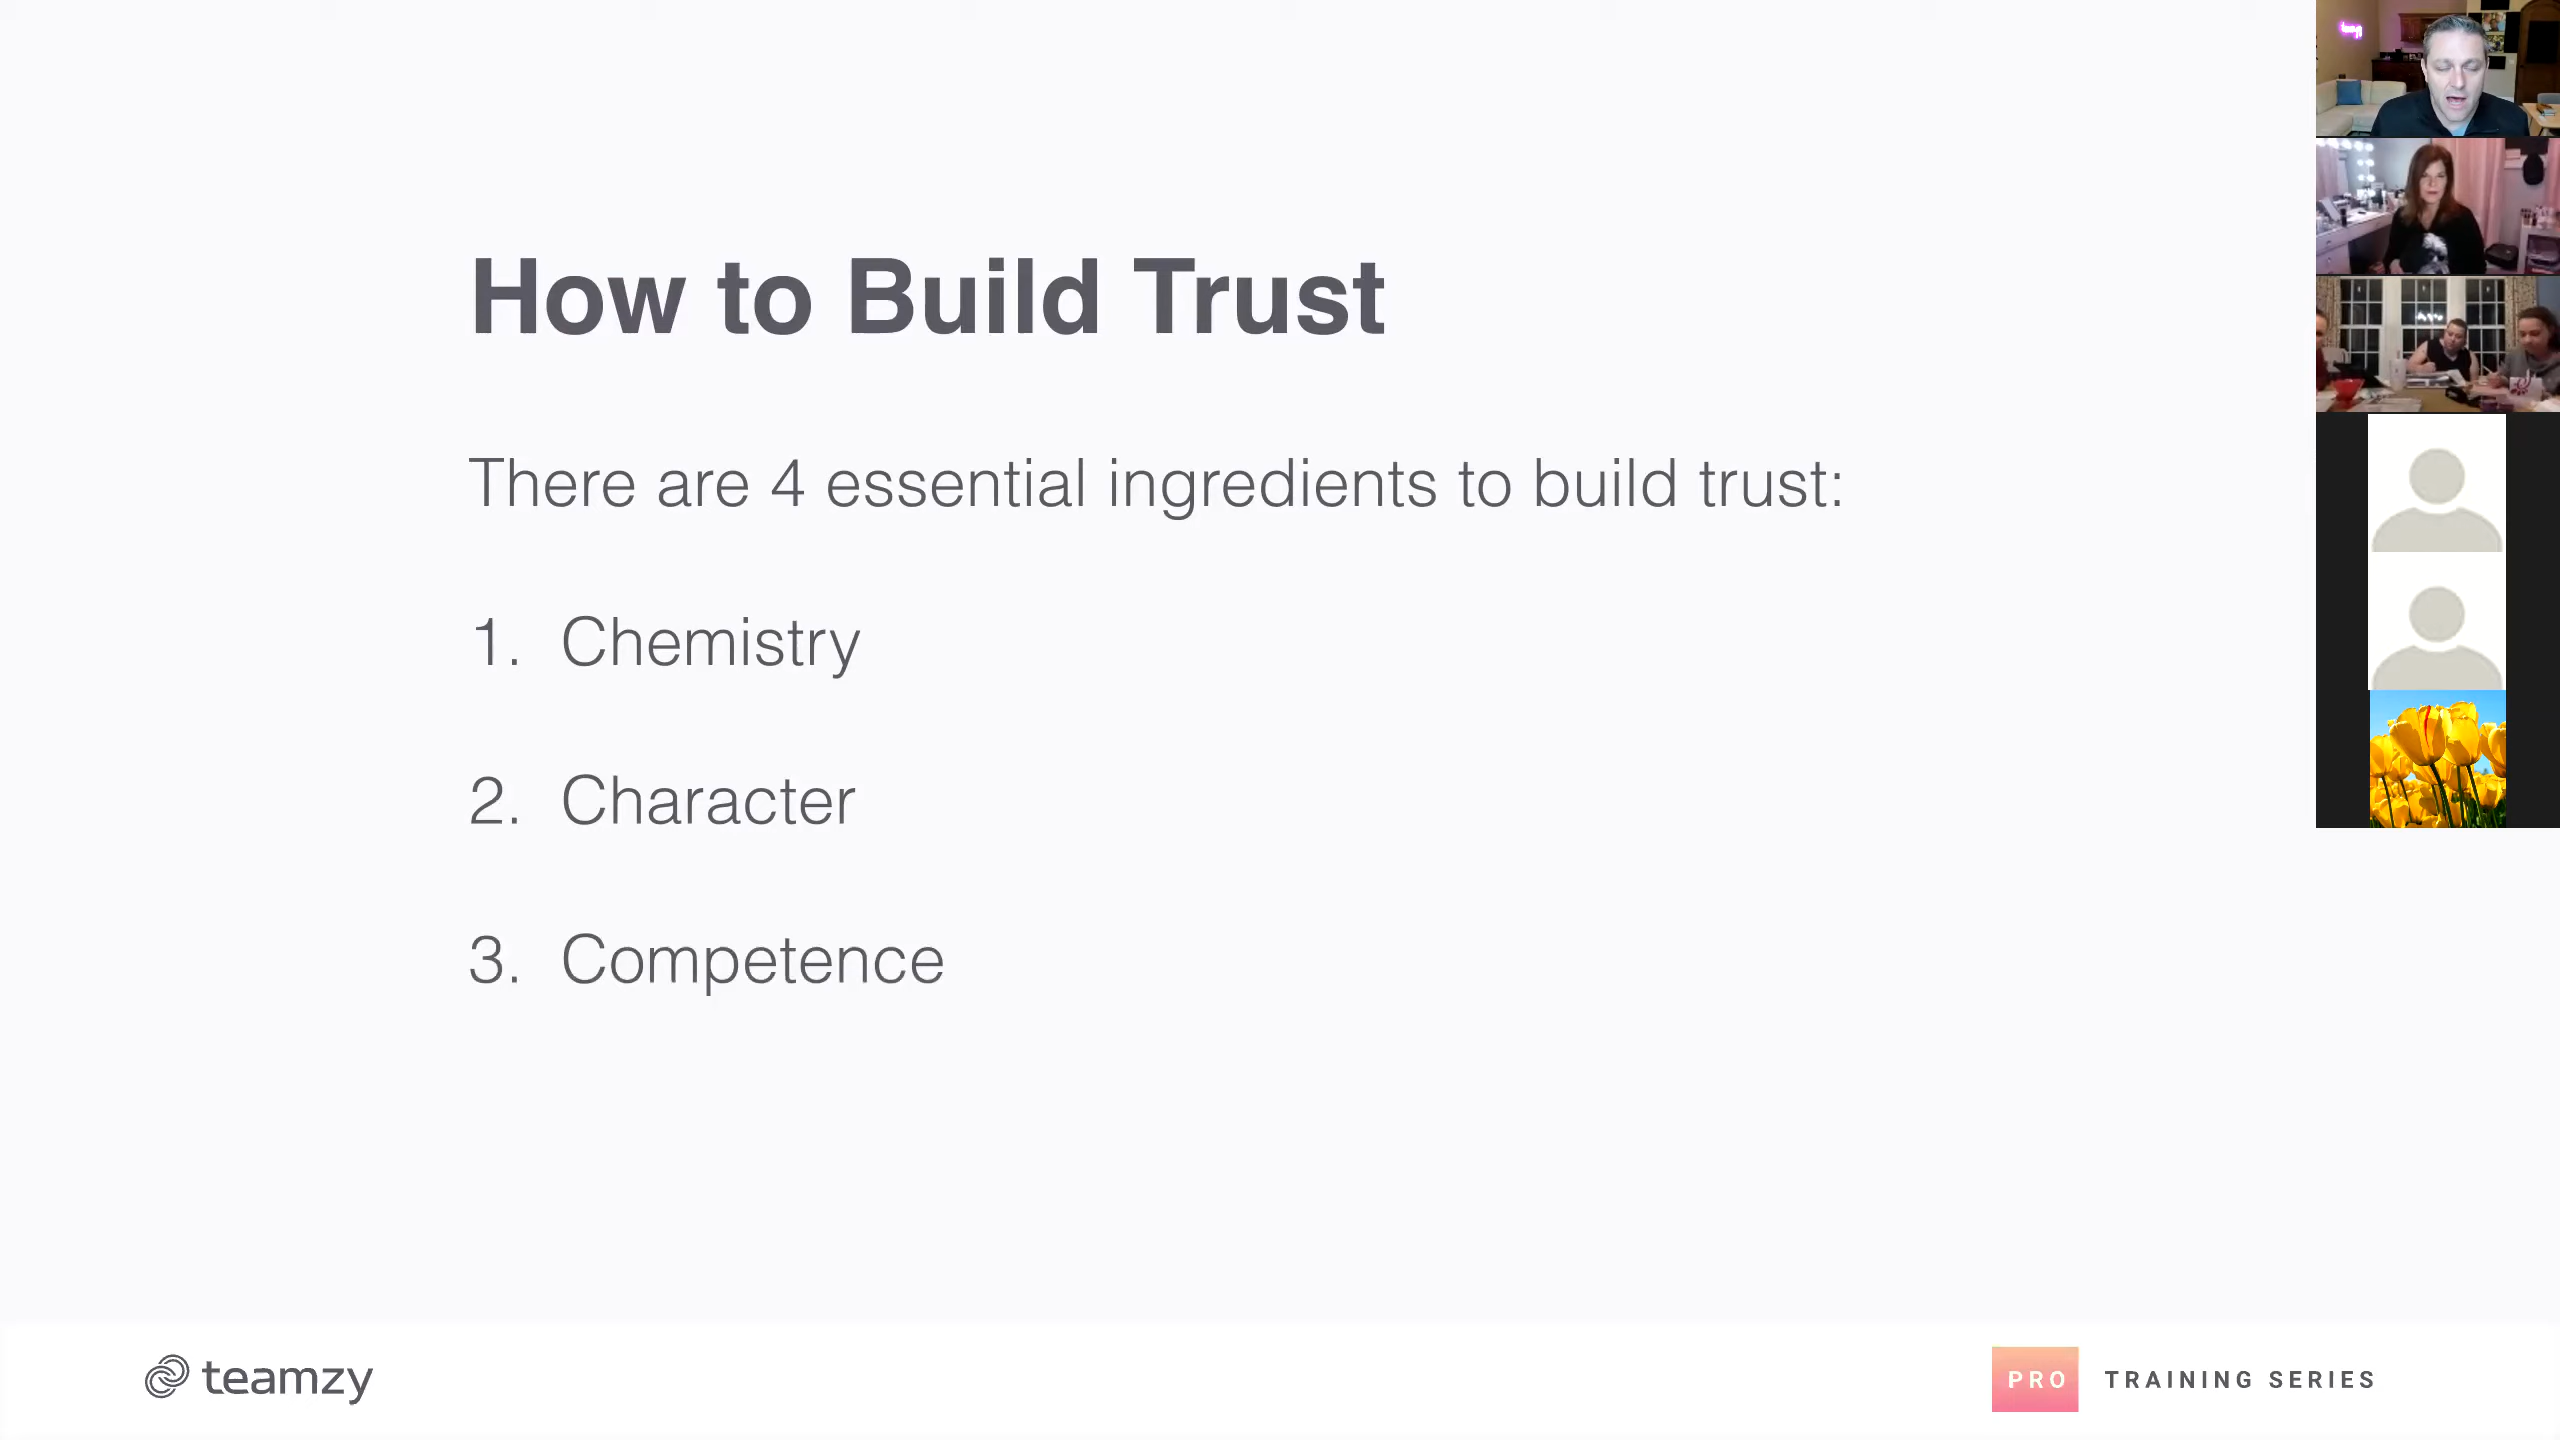 How to Build Trust
There are 4 essential ingredients to build trust:
1. Chemistry
2. Character
3. Competence
teamzy
PRO TRAINING SERIES